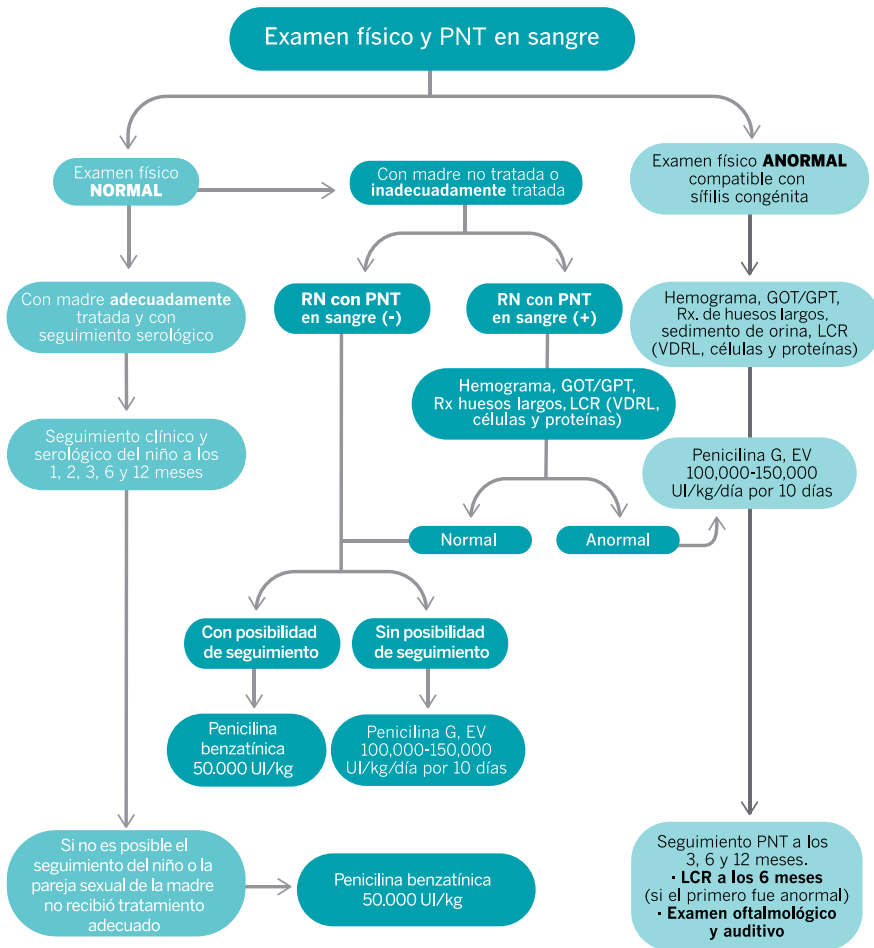 Examen físico y PNT en sangre
Examen físico
NORMAL
Con madre no tratada o
inadecuadamente tratada
Examen físico ANORMAL
compatible con
sífilis congénita
Con madre adecuadamente
tratada y con
seguimiento serológico
RN con PNT
en sangre (-)
RN con PNT
en sangre (+)
Hemograma, GOT/GPT,
Rx. de huesos largos,
sedimento de orina, LCR
(VDRL, células y proteínas)
Hemograma, GOT/GPT,
Rx huesos largos, LCR (VDRL,
células y proteínas)
Seguimiento clínico y
serológico del niño a los
1, 2, 3, 6 y 12 meses
Penicilina G, EV
100,000-150,000
UI/kg/día por 10 días
Normal
Anormal
Con posibilidad
de seguimiento
Sin posibilidad
de seguimiento
Penicilina
benzatínica
50.000 UI/kg
Penicilina G, EV
100,000-150,000
UI/kg/día por 10 días
Si no es posible el
seguimiento del niño o la
pareja sexual de la madre
no recibió tratamiento
adecuado
Penicilina benzatínica
50.000 UI/kg
Seguimiento PNT a los
3, 6 y 12 meses.
· LCR a los 6 meses
(si el primero fue anormal)
· Examen oftalmológico
y auditivo